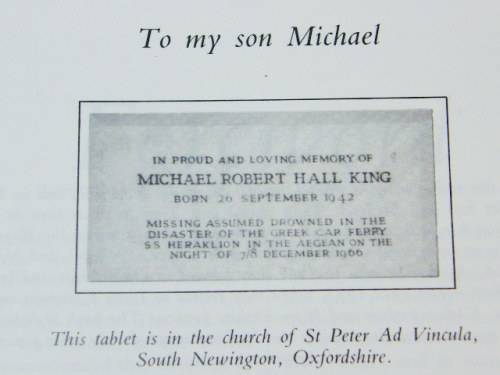 To my son Michael
IN PROUD AND LOVING MEMORY OF
MICHAEL ROBERT HALL KING
BORN 26 SEPTEMBER 1942
MISSING ASSUMED DROWNED IN THE
DISASTER OF THE GREEK CAR FERRY
SS HERAKLION IN THE AEGEAN ON THE
NIGHT OF 7/8 DECEMBER 1966
This tablet is in the church of St Peter Ad Vincula,
South Newington, Oxfordshire.